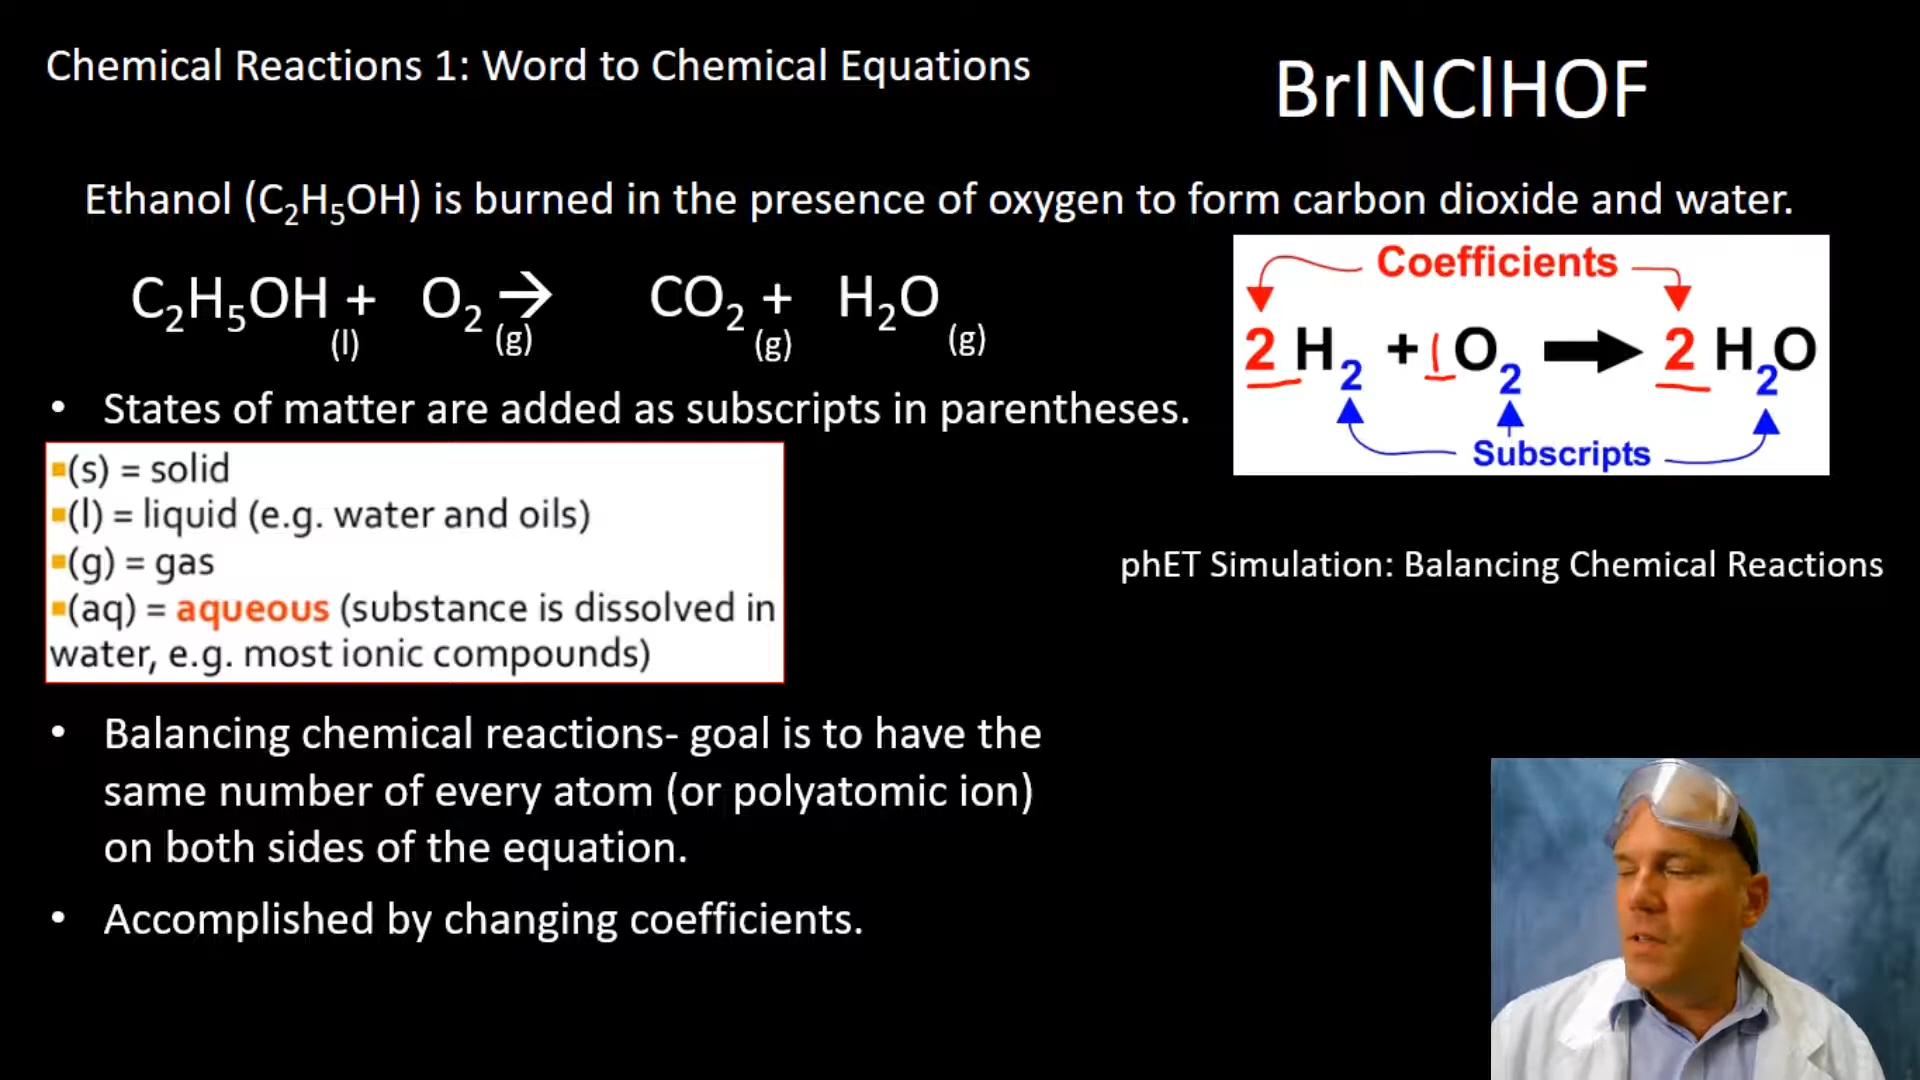 Chemical Reactions 1: Word to Chemical Equations
BrINClHOF
Ethanol (C₂H₅OH) is burned in the presence of oxygen to form carbon dioxide and water.
C₂H₅OH (l) + O₂ (g) → CO₂ (g) + H₂O (g)
Coefficients
2 H₂ + 1 O₂ → 2 H₂O
Subscripts
• States of matter are added as subscripts in parentheses.
(s) = solid
(l) = liquid (e.g. water and oils)
(g) = gas
(aq) = aqueous (substance is dissolved in
water, e.g. most ionic compounds)
phET Simulation: Balancing Chemical Reactions
• Balancing chemical reactions- goal is to have the
same number of every atom (or polyatomic ion)
on both sides of the equation.
• Accomplished by changing coefficients.